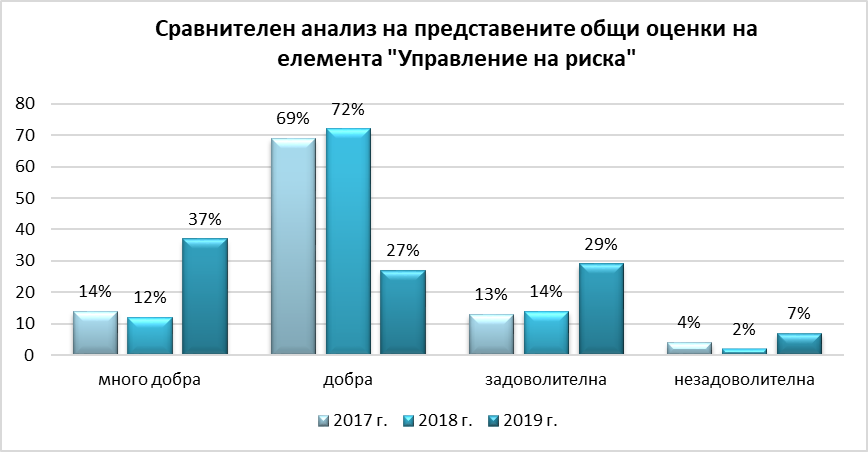 Сравнителен анализ на представените общи оценки на
елемента "Управление на риска"
80
70
60
50
40
30
20
10
0
14%
12%
37%
69%
72%
27%
13%
14%
29%
4%
2%
7%
много добра
добра
задоволителна
незадоволителна
2017 г.
2018 г.
2019 г.